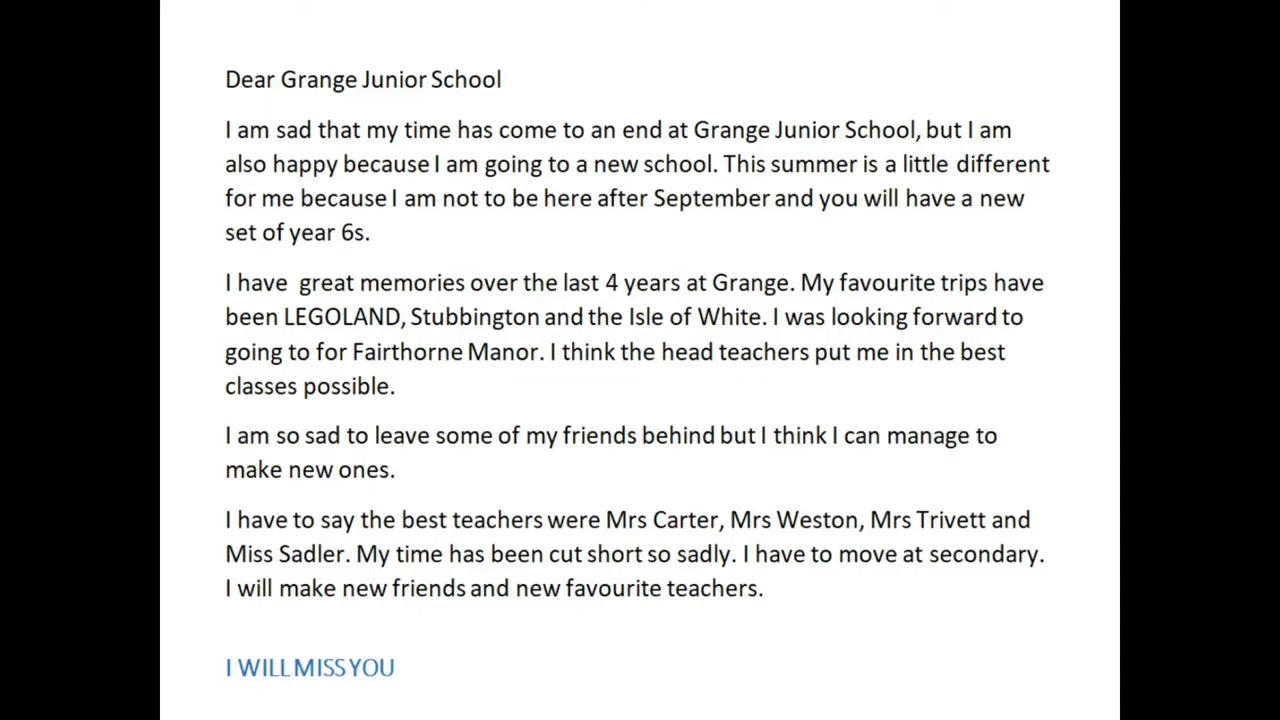 Dear Grange Junior School
I am sad that my time has come to an end at Grange Junior School, but I am
also happy because I am going to a new school. This summer is a little different
for me because I am not to be here after September and you will have a new
set of year 6s.
I have  great memories over the last 4 years at Grange. My favourite trips have
been LEGOLAND, Stubbington and the Isle of White. I was looking forward to
going to for Fairthorne Manor. I think the head teachers put me in the best
classes possible.
I am so sad to leave some of my friends behind but I think I can manage to
make new ones.
I have to say the best teachers were Mrs Carter, Mrs Weston, Mrs Trivett and
Miss Sadler. My time has been cut short so sadly. I have to move at secondary.
I will make new friends and new favourite teachers.
I WILL MISS YOU